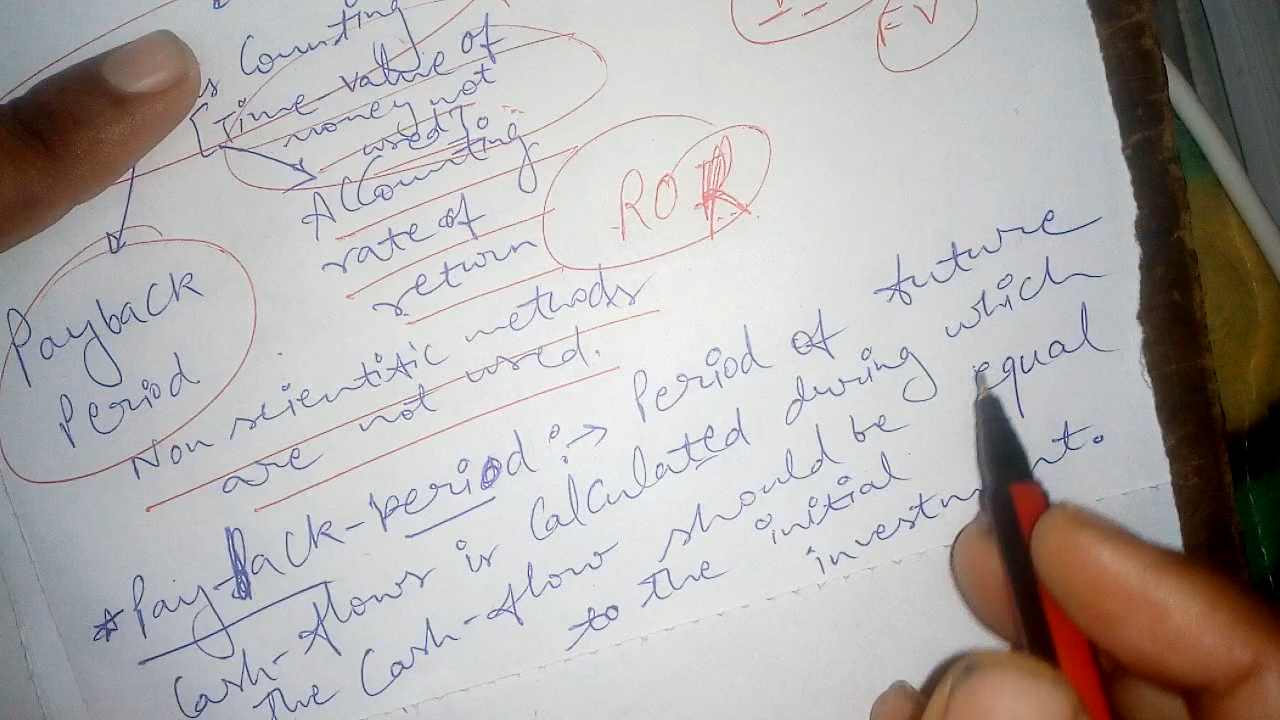 Counting
[Time value of
money not
used].
Accounting
rate of
return
ROR
FV
Payback
Period
Non scientific methods
are not used.
*Pay-Back-period :→ Period of future
cash-flows is calculated during which
the cash-flow should be equal
to the initial
investment.